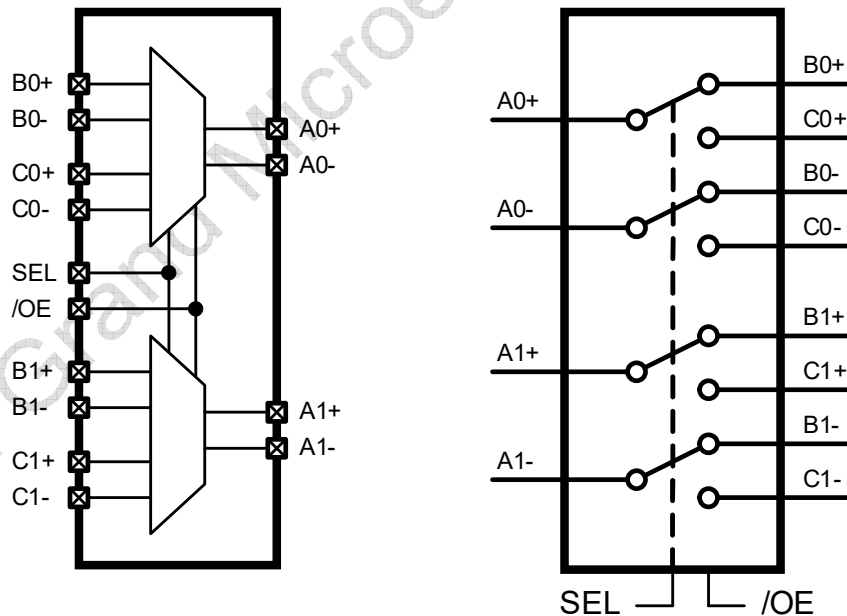 B0+
B0-
C0+
C0-
SEL
/OE
B1+
B1-
C1+
C1-
A0+
A0-
A1+
A1-
A0+
A0-
A1+
A1-
B0+
C0+
B0-
C0-
B1+
C1+
B1-
C1-
SEL
/OE
Grand